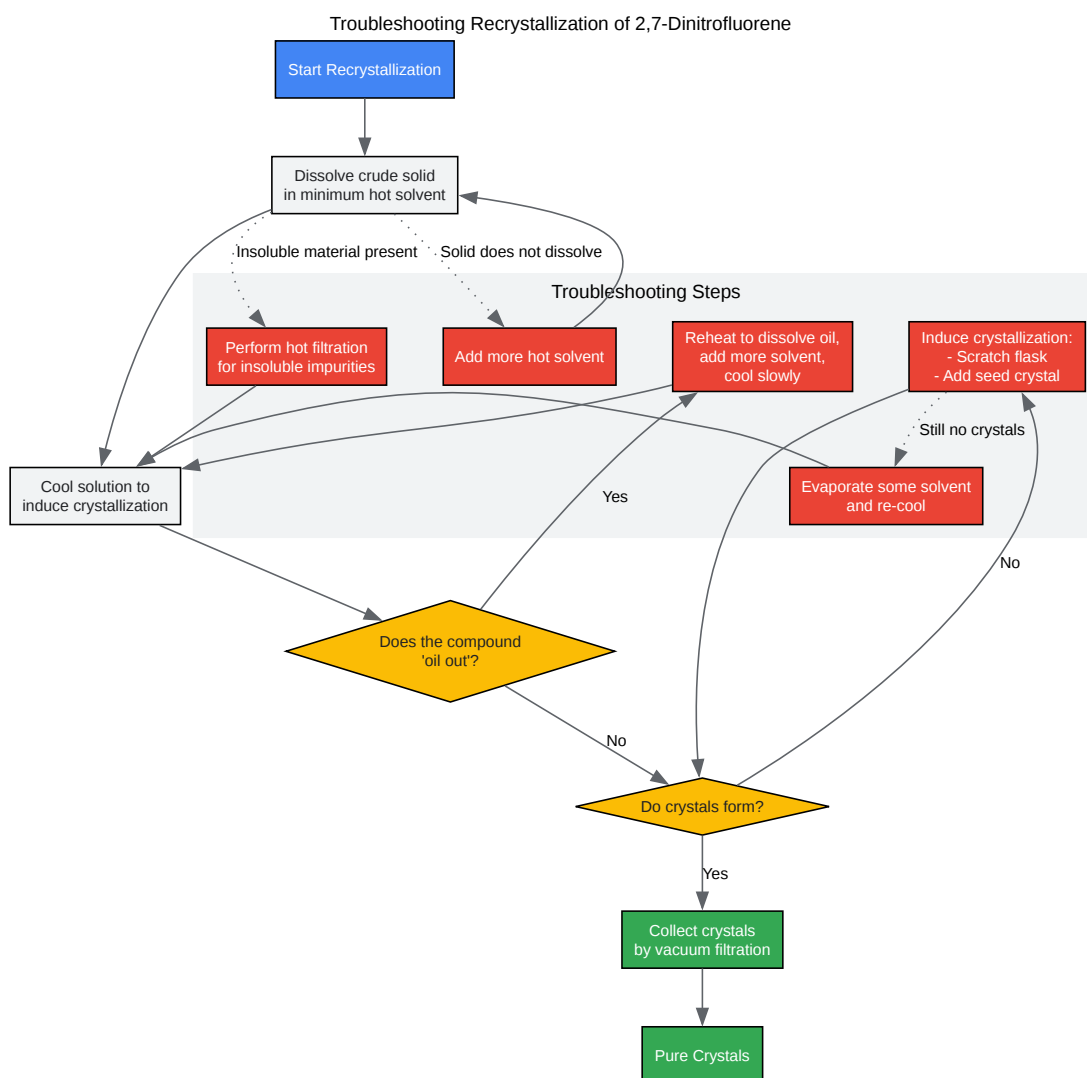 Troubleshooting Recrystallization of 2,7-Dinitrofluorene
Start Recrystallization
Dissolve crude solid
in minimum hot solvent
Insoluble material present
Solid does not dissolve
Troubleshooting Steps
Perform hot filtration
for insoluble impurities
Add more hot solvent
Reheat to dissolve oil,
add more solvent,
cool slowly
Induce crystallization:
- Scratch flask
- Add seed crystal
Still no crystals
Cool solution to
induce crystallization
Evaporate some solvent
and re-cool
Yes
No
Does the compound
'oil out'?
No
Do crystals form?
Yes
Collect crystals
by vacuum filtration
Pure Crystals